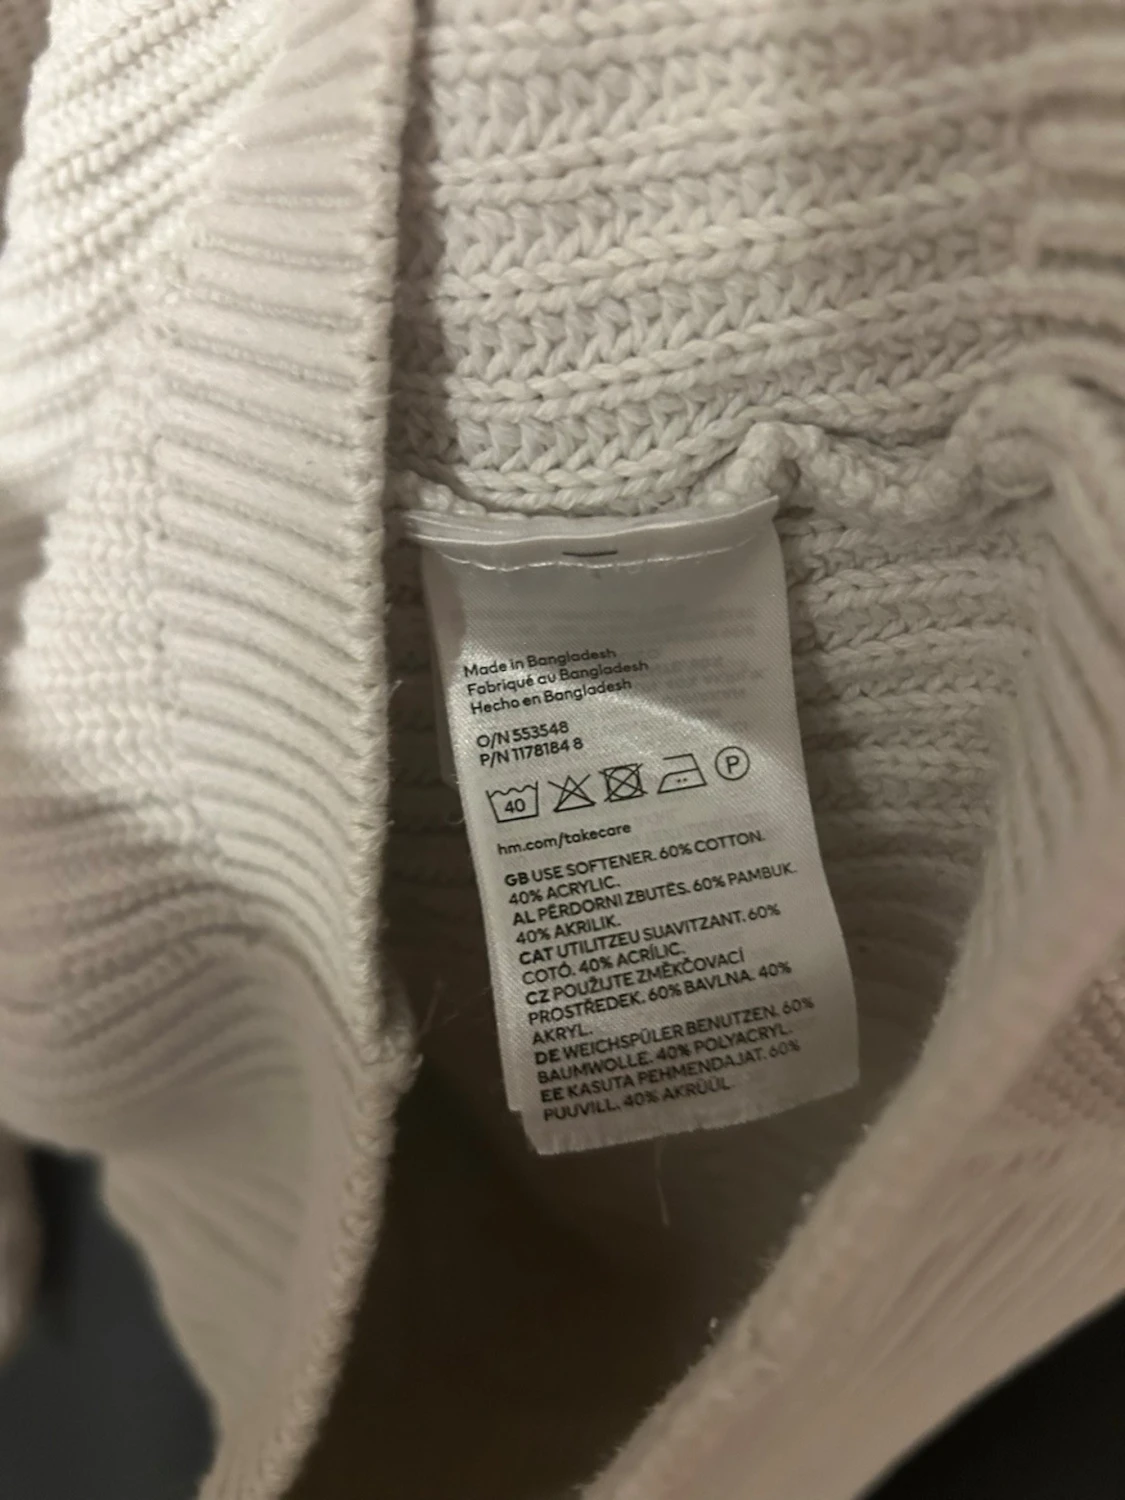 Made in Bangladesh
Fabriqué au Bangladesh
Hecho en Bangladesh
O/N 553548
P/N 1178184 8
40
P
hm.com/takecare
GB USE SOFTENER. 60% COTTON.
40% ACRYLIC.
AL PËRDORNI ZBUTËS. 60% PAMBUK.
40% AKRILIK.
CAT UTILITZEU SUAVITZANT. 60%
COTÓ. 40% ACRÍLIC.
CZ POUŽIJTE ZMĚKČOVACÍ
PROSTŘEDEK. 60% BAVLNA. 40%
AKRYL.
DE WEICHSPÜLER BENUTZEN. 60%
BAUMWOLLE. 40% POLYACRYL.
EE KASUTA PEHMENDAJAT. 60%
PUUVILL. 40% AKRÜÜL.